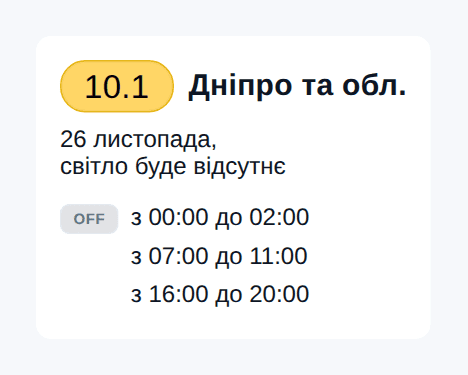 10.1 Дніпро та обл.
26 листопада,
світло буде відсутнє
OFF з 00:00 до 02:00
з 07:00 до 11:00
з 16:00 до 20:00